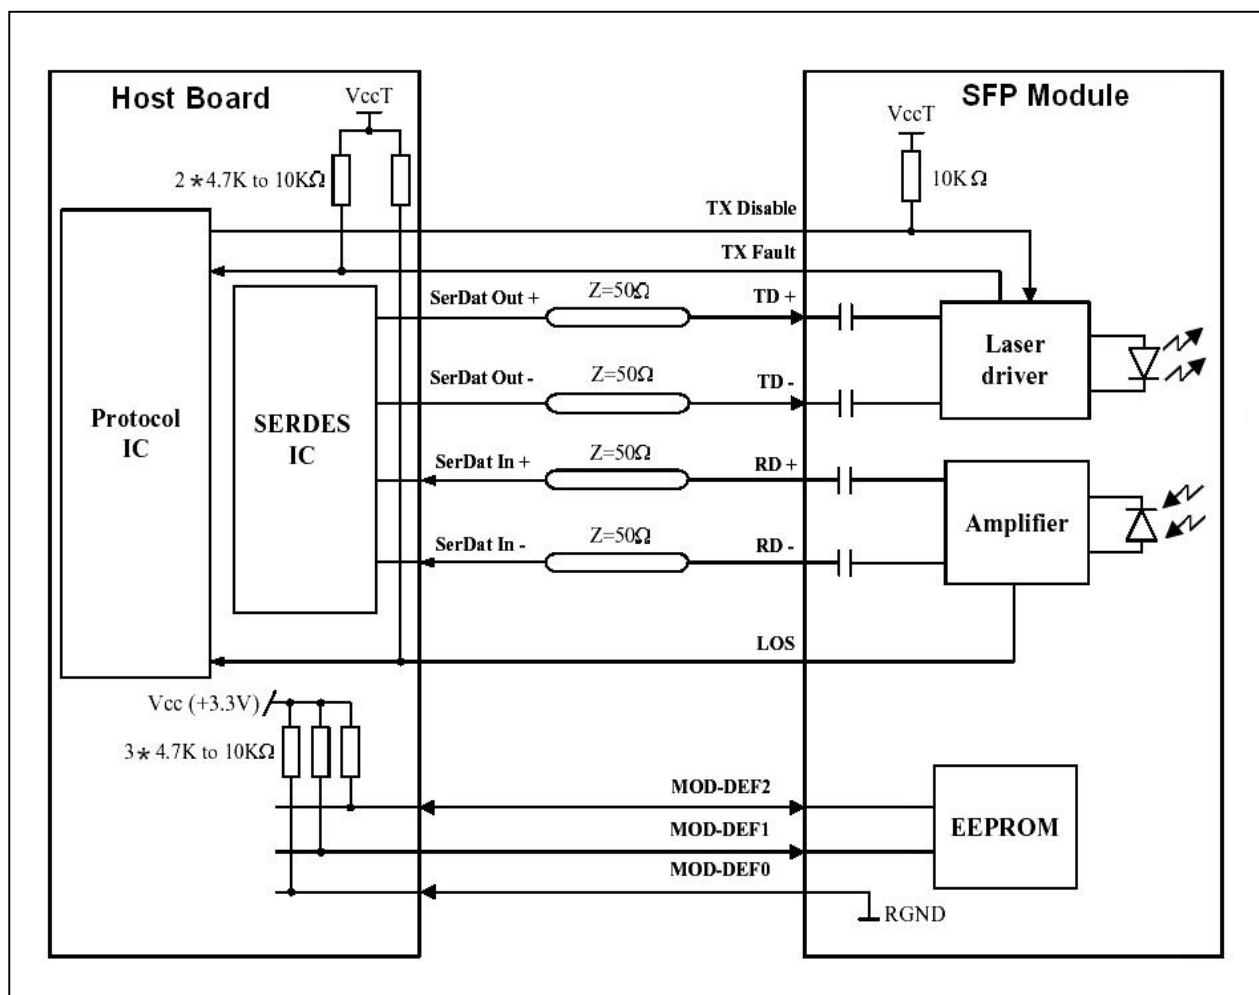 Host Board
SFP Module
VccT
VccT
2*4.7K to 10KΩ
10KΩ
TX Disable
TX Fault
SerDat Out +
Z=50Ω
TD +
Laser
driver
SerDat Out -
Z=50Ω
TD -
Protocol
IC
SERDES
IC
SerDat In +
Z=50Ω
RD +
Amplifier
SerDat In -
Z=50Ω
RD -
LOS
Vcc (+3.3V)
3*4.7K to 10KΩ
MOD-DEF2
EEPROM
MOD-DEF1
MOD-DEF0
RGND